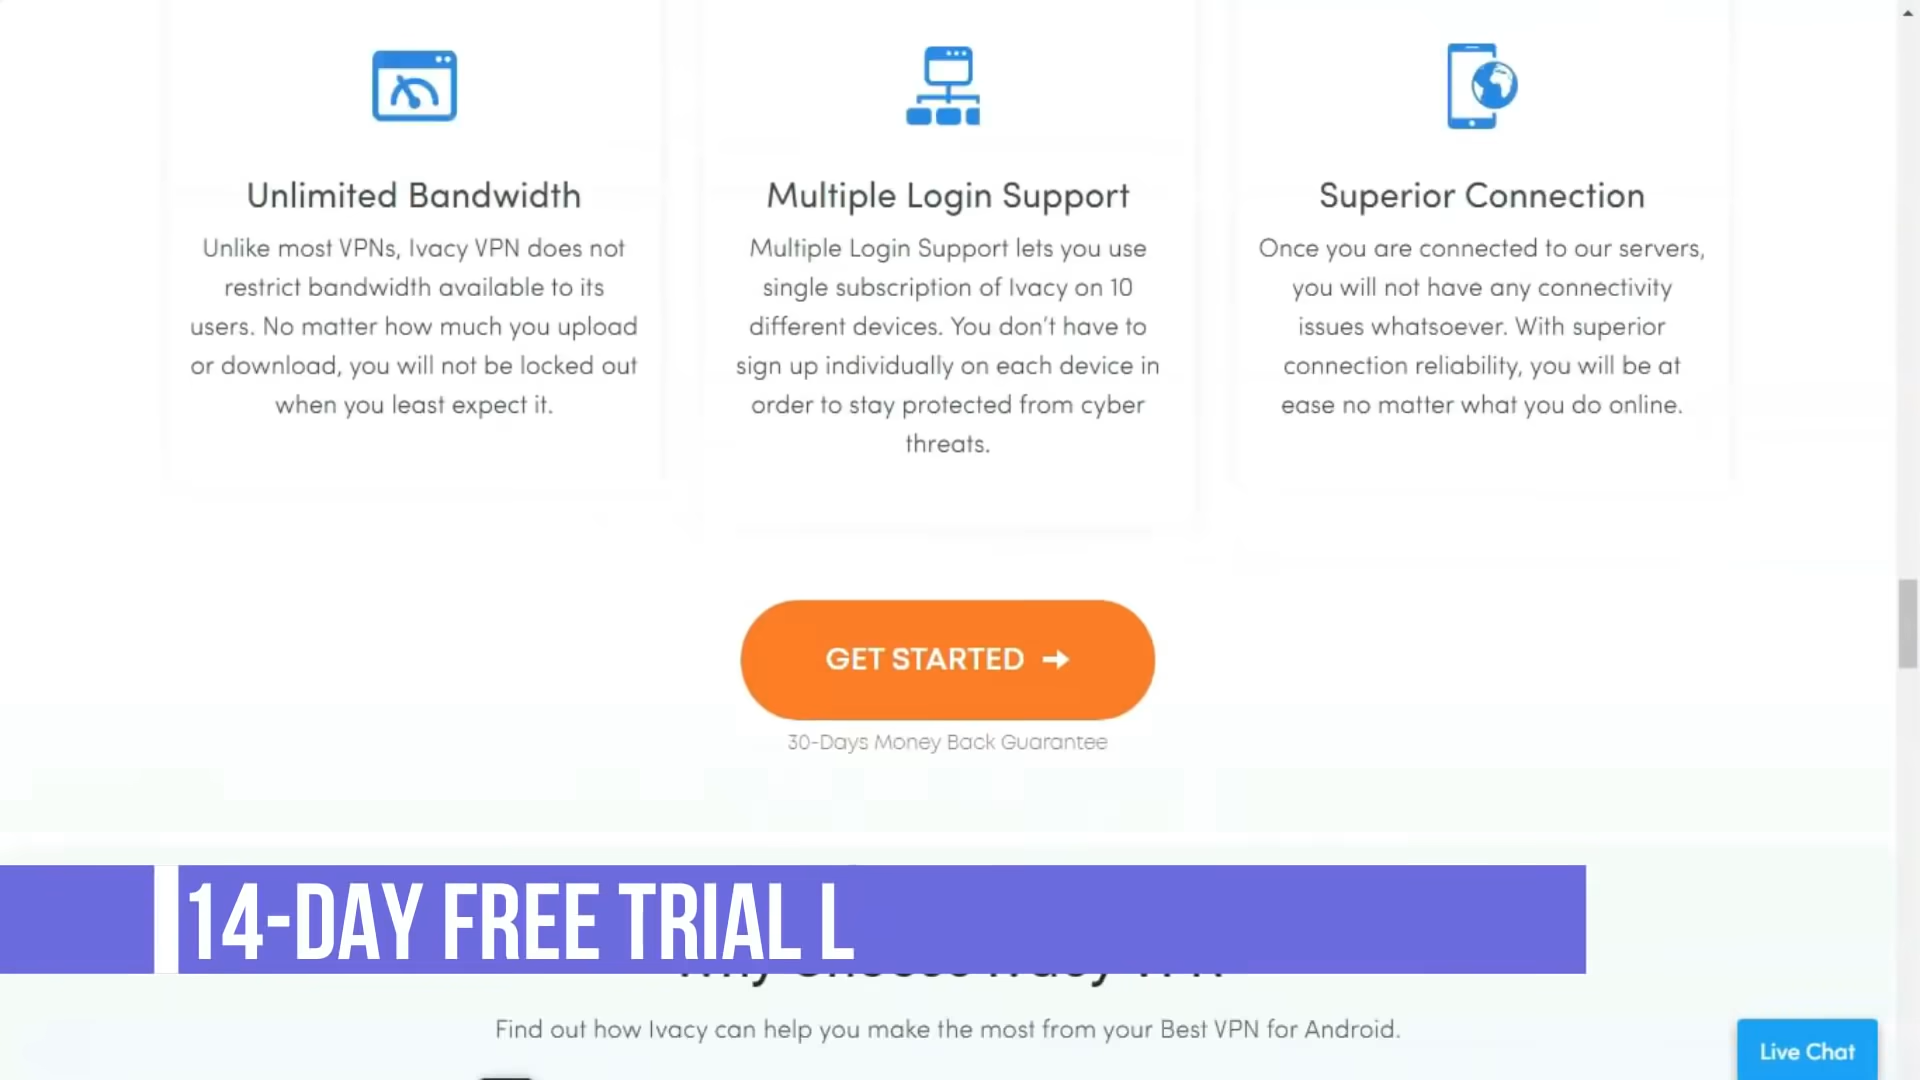 Unlimited Bandwidth
Unlike most VPNs, Ivacy VPN does not
restrict bandwidth available to its
users. No matter how much you upload
or download, you will not be locked out
when you least expect it.
Multiple Login Support
Multiple Login Support lets you use
single subscription of Ivacy on 10
different devices. You don't have to
sign up individually on each device in
order to stay protected from cyber
threats.
Superior Connection
Once you are connected to our servers,
you will not have any connectivity
issues whatsoever. With superior
connection reliability, you will be at
ease no matter what you do online.
GET STARTED
30-Days Money Back Guarantee
14-DAY FREE TRIAL L
Find out how Ivacy can help you make the most from your Best VPN for Android.
Live Chat